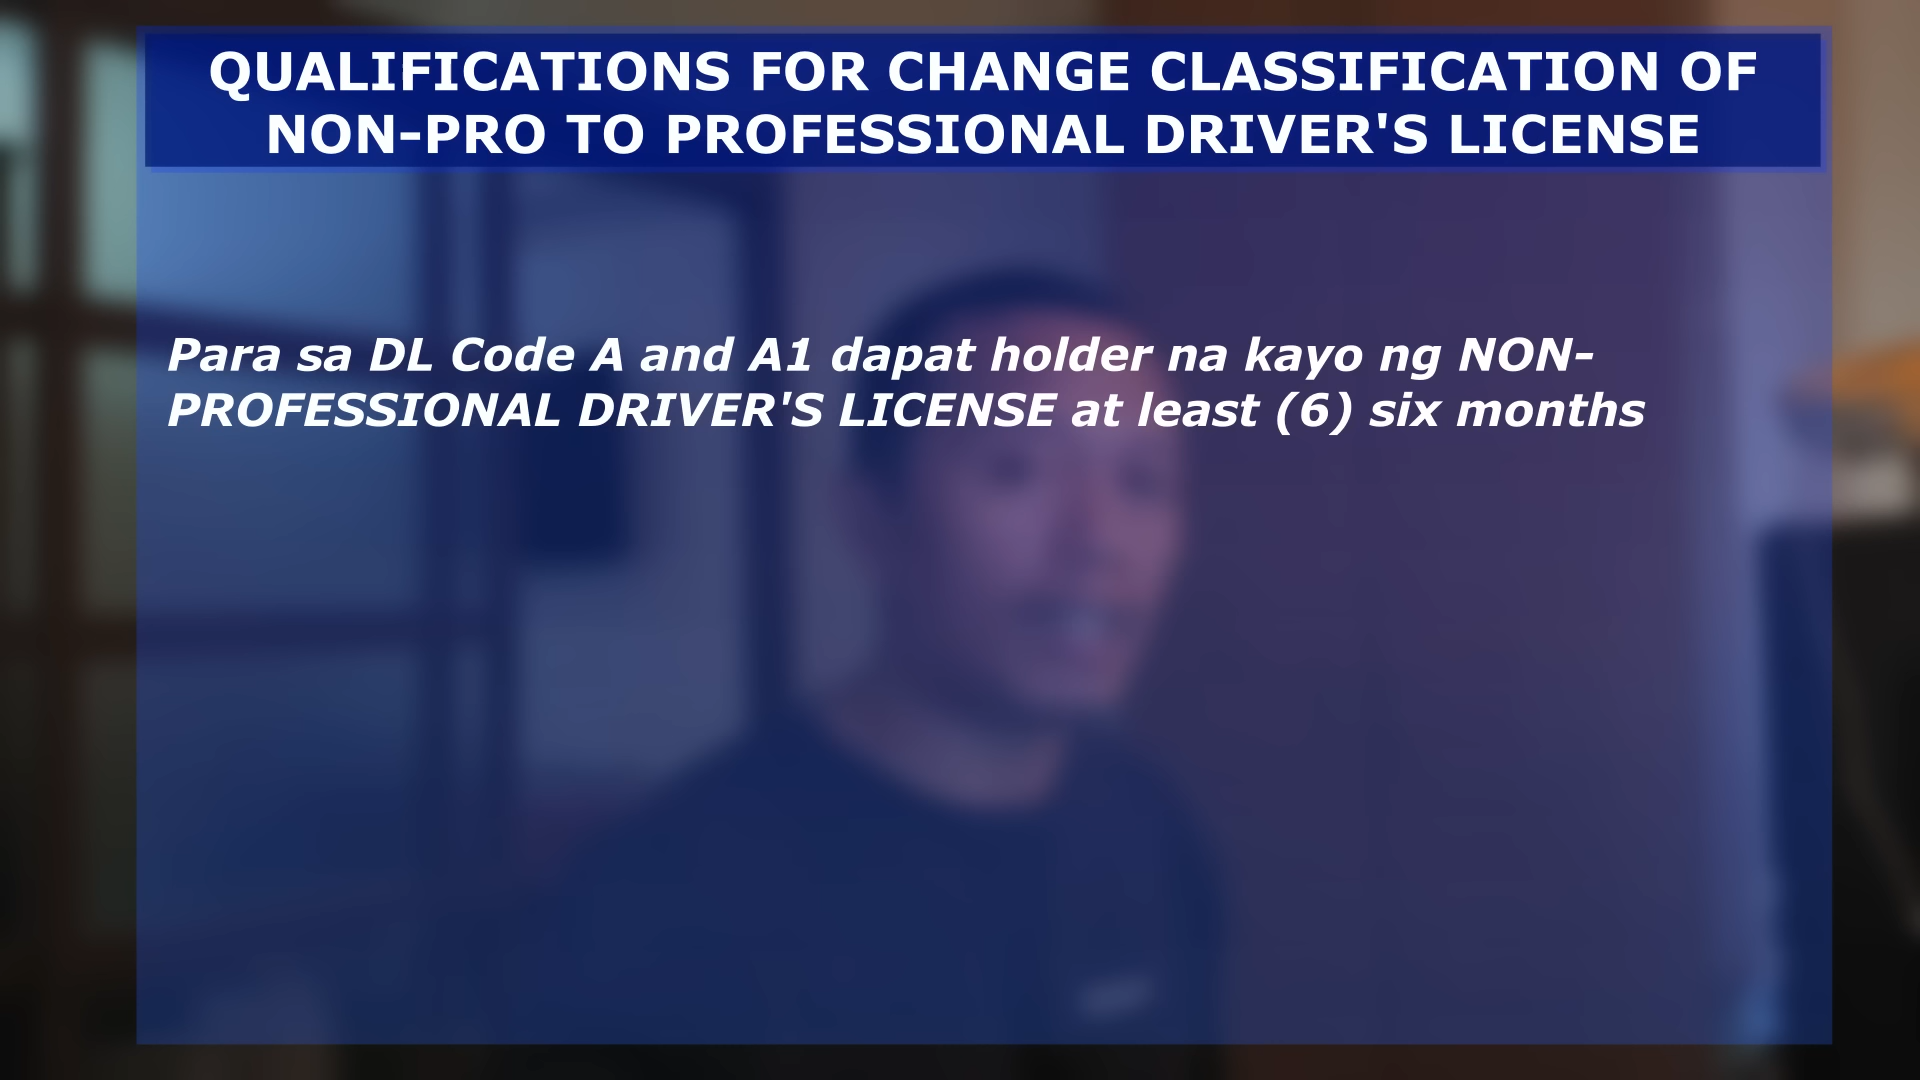 QUALIFICATIONS FOR CHANGE CLASSIFICATION OF
NON-PRO TO PROFESSIONAL DRIVER'S LICENSE
Para sa DL Code A and A1 dapat holder na kayo ng NON-
PROFESSIONAL DRIVER'S LICENSE at least (6) six months